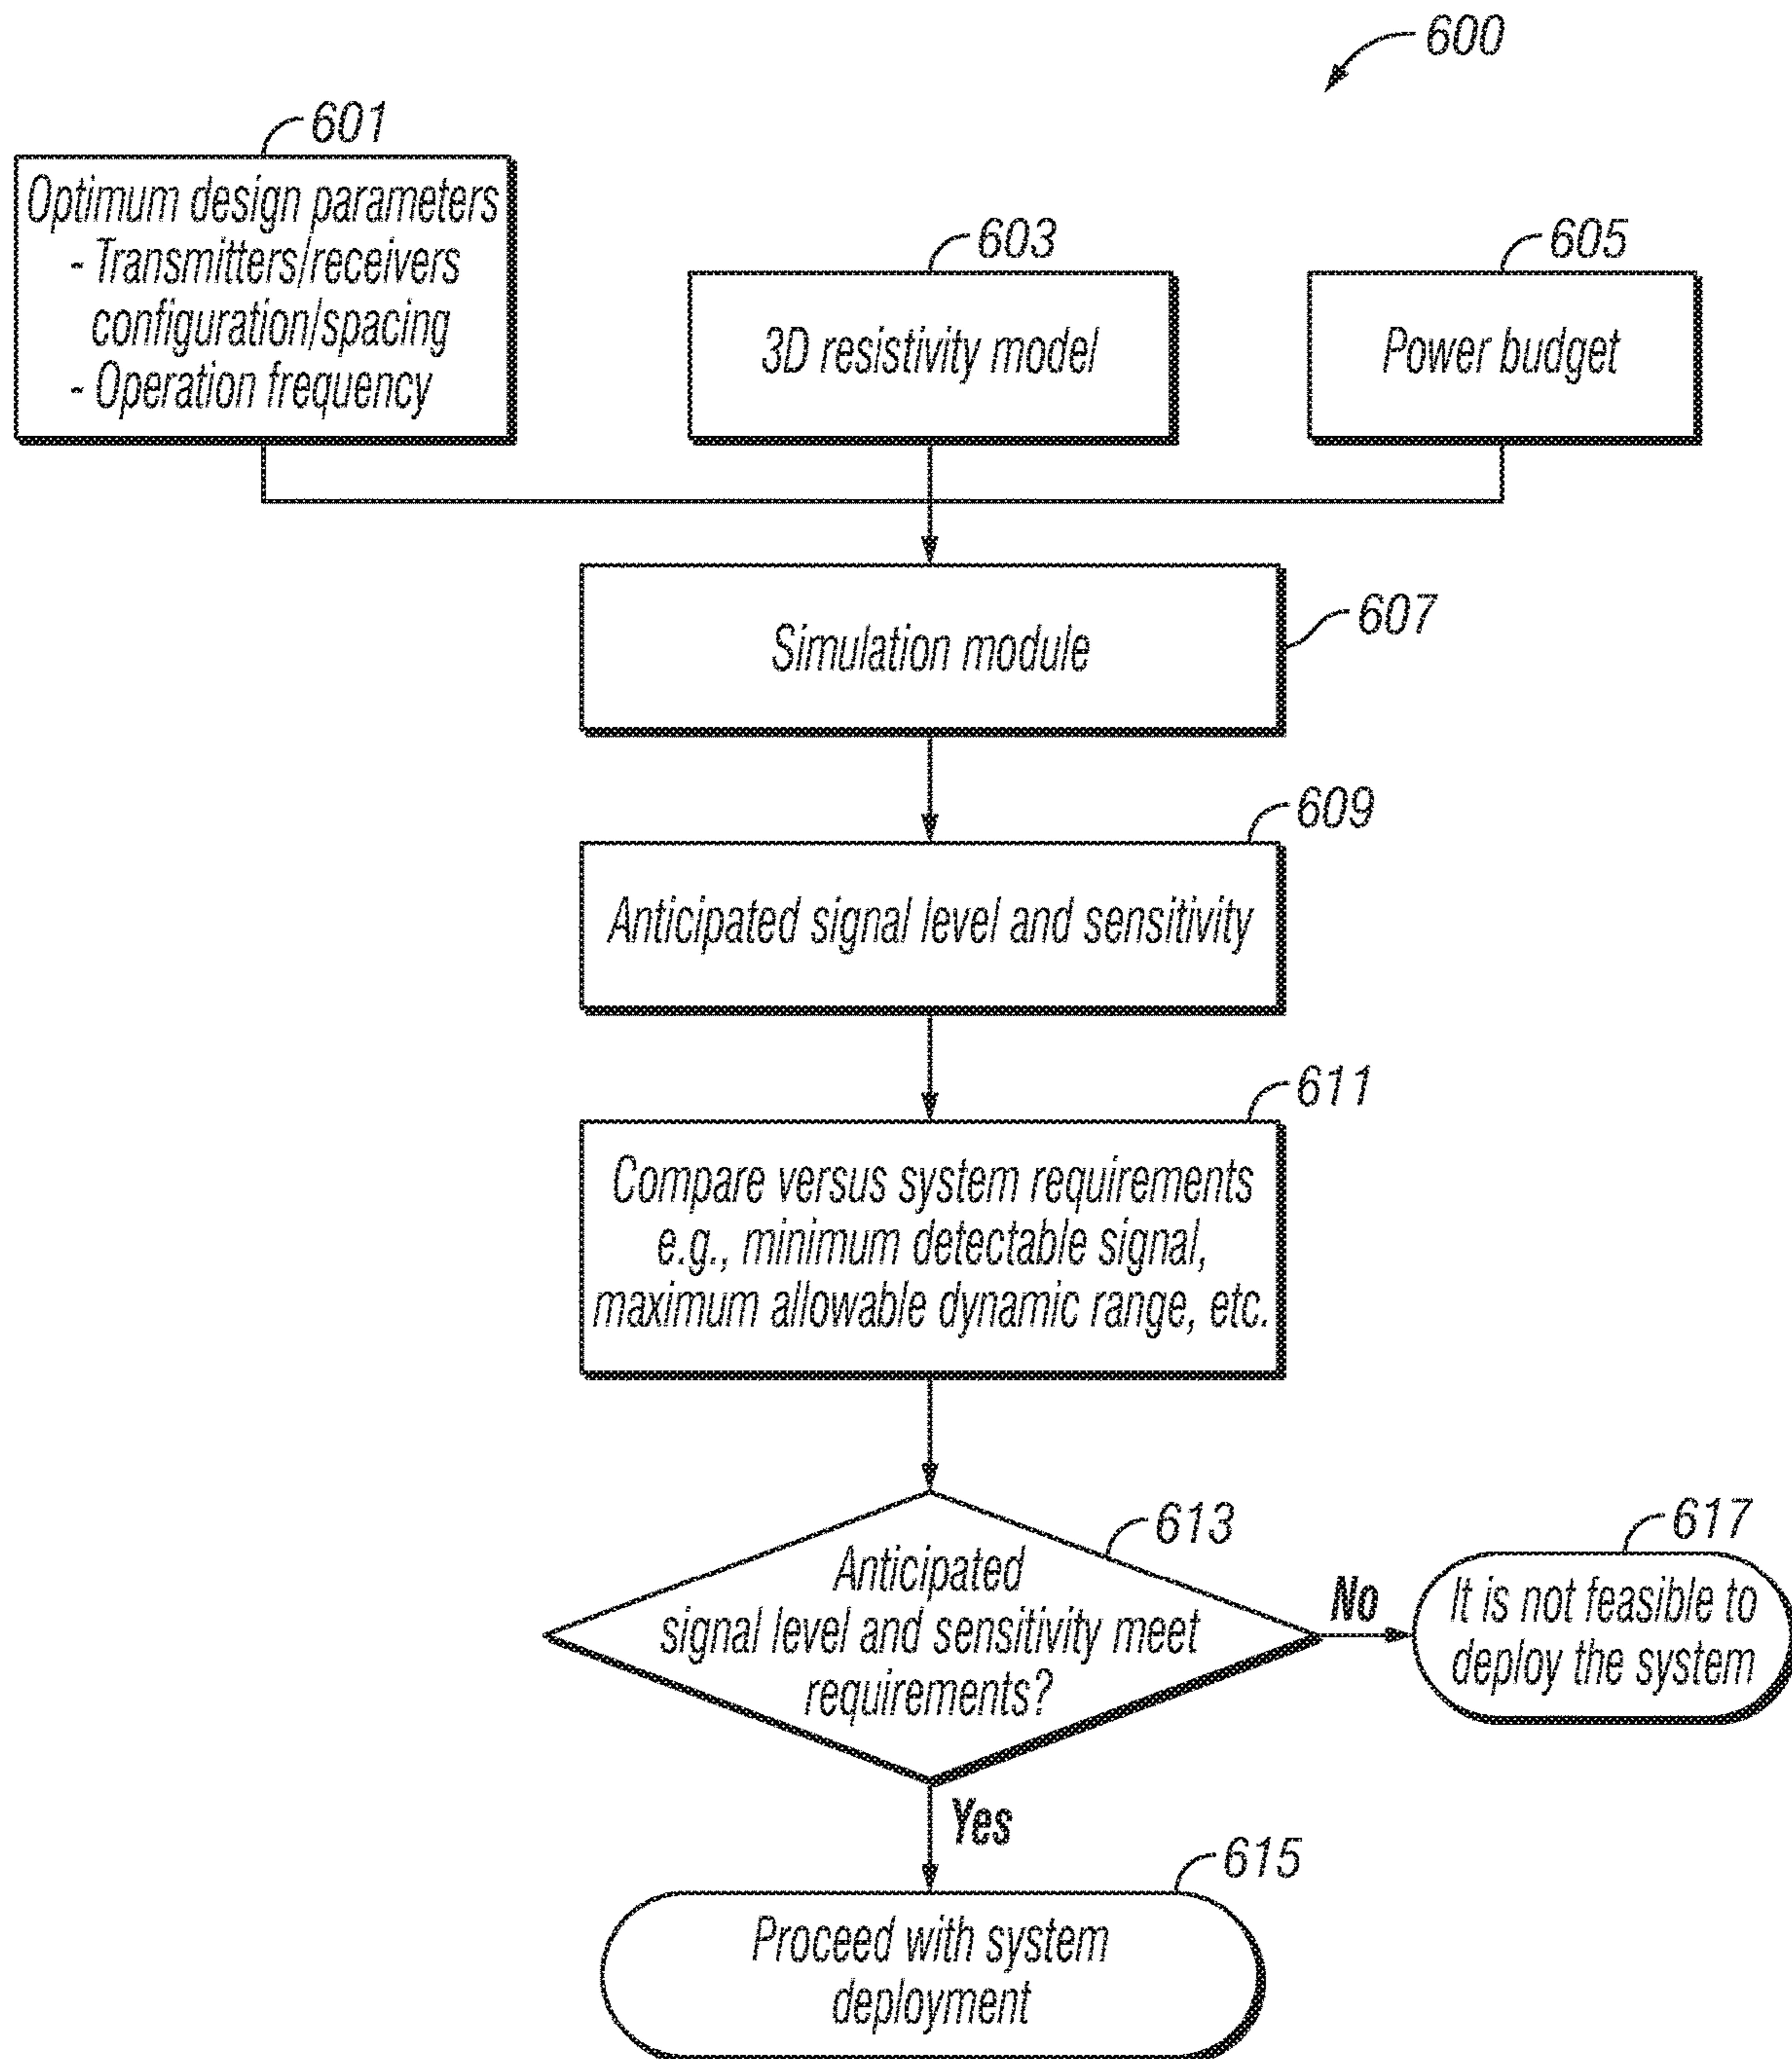 600
601
Optimum design parameters
- Transmitters/receivers
configuration/spacing
- Operation frequency
603
3D resistivity model
605
Power budget
Simulation module
607
609
Anticipated signal level and sensitivity
611
Compare versus system requirements
e.g., minimum detectable signal,
maximum allowable dynamic range, etc.
613
Anticipated
signal level and sensitivity meet
requirements?
No
617
It is not feasible to
deploy the system
Yes
615
Proceed with system
deployment